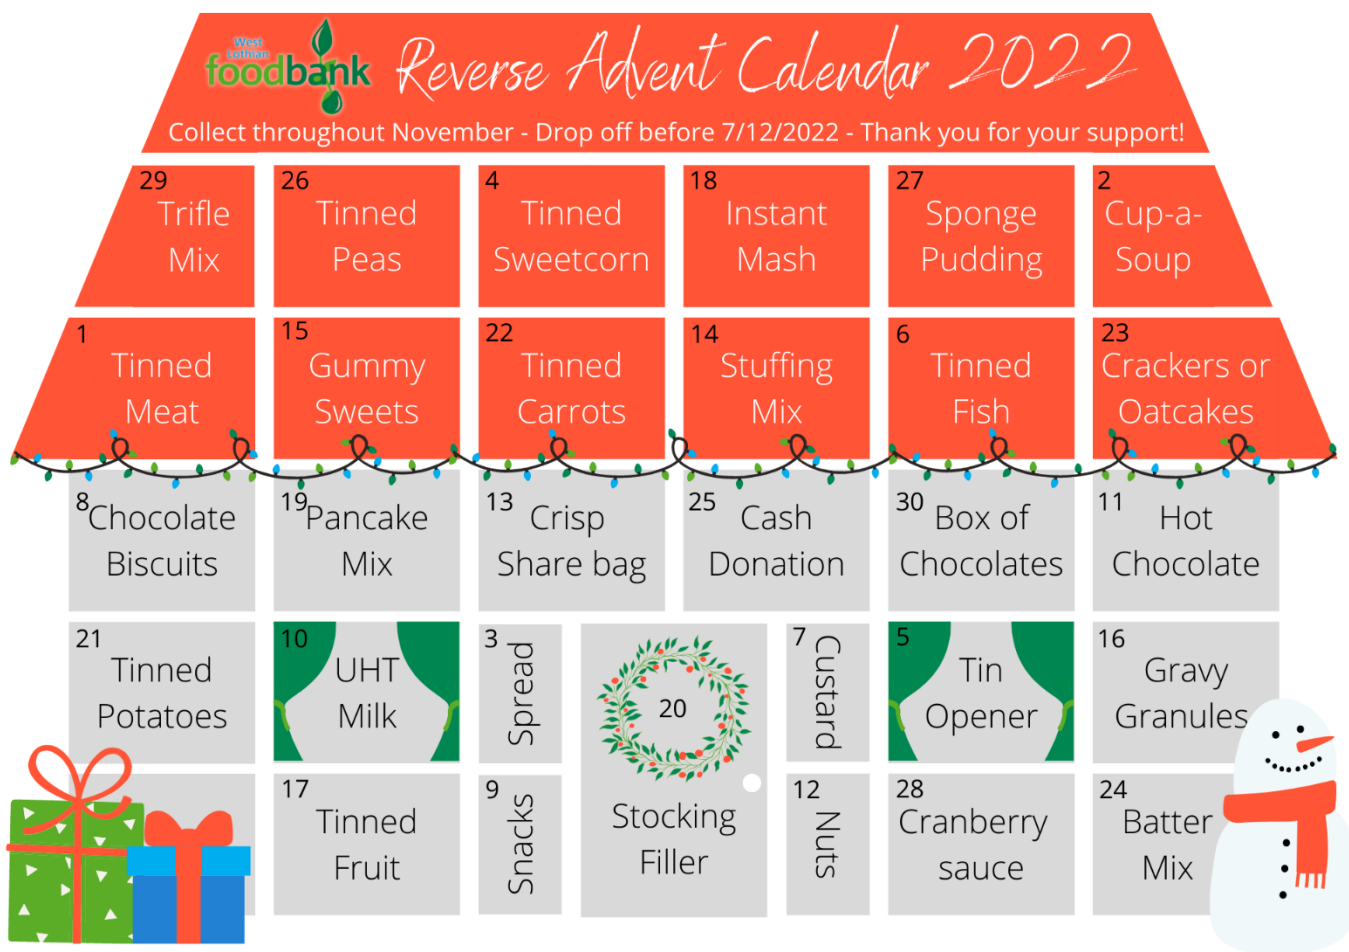 West
Lothian
foodbank
Reverse Advent Calendar 2022
Collect throughout November - Drop off before 7/12/2022 - Thank you for your support!
29
Trifle
Mix
26
Tinned
Peas
4
Tinned
Sweetcorn
18
Instant
Mash
27
Sponge
Pudding
2
Cup-a-
Soup
1
Tinned
Meat
15
Gummy
Sweets
22
Tinned
Carrots
14
Stuffing
Mix
6
Tinned
Fish
23
Crackers or
Oatcakes
8
Chocolate
Biscuits
19
Pancake
Mix
13
Crisp
Share bag
25
Cash
Donation
30
Box of
Chocolates
11
Hot
Chocolate
21
Tinned
Potatoes
10
UHT
Milk
3
Spread
20
Stocking
Filler
7
Custard
5
Tin
Opener
16
Gravy
Granules
17
Tinned
Fruit
9
Snacks
12
Nuts
28
Cranberry
sauce
24
Batter
Mix